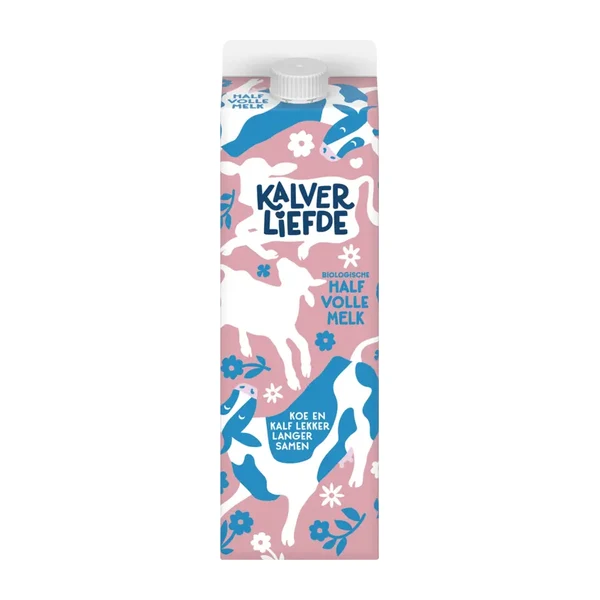 HALF
VOLLE
MELK
KALVER
LIEFDE
BIOLOGISCHE
HALF
VOLLE
MELK
KOE EN
KALF LEKKER
LANGER
SAMEN